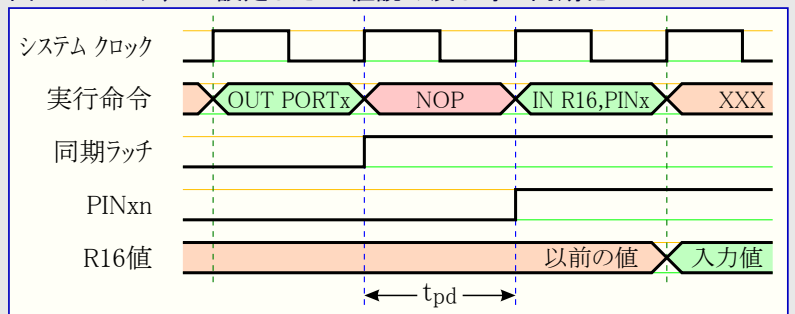 システム クロック
実行命令 OUT PORTx NOP IN R16,PINx XXX
同期ラッチ
PINxn
R16値 以前の値 入力値
tpd